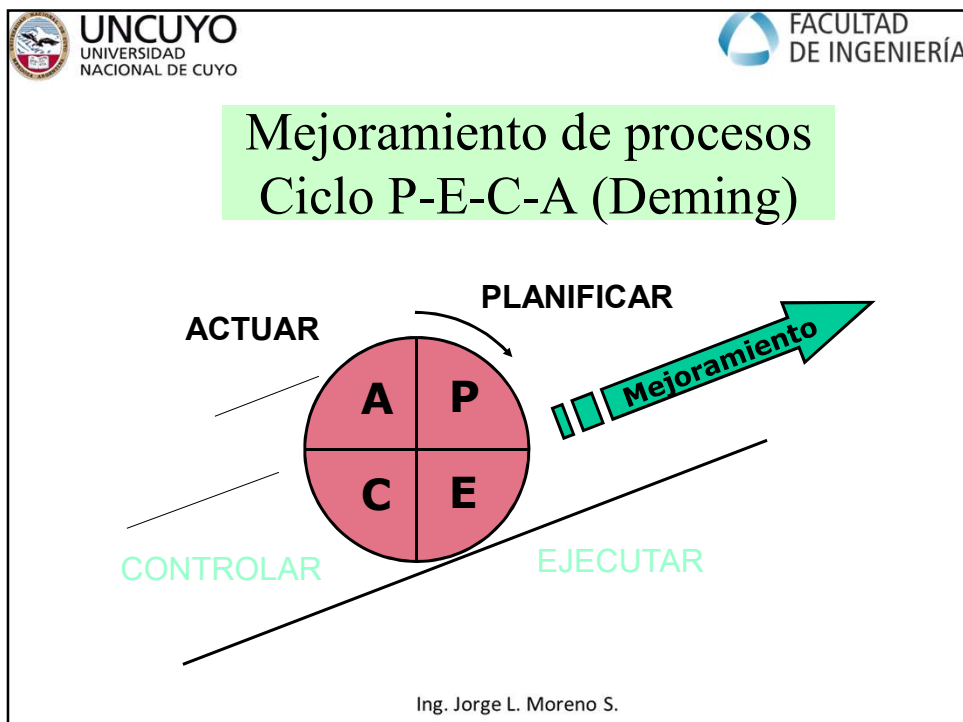 UNCUYO
UNIVERSIDAD
NACIONAL DE CUYO
FACULTAD
DE INGENIERÍA
Mejoramiento de procesos
Ciclo P-E-C-A (Deming)
PLANIFICAR
ACTUAR
Mejoramiento
A P
C E
CONTROLAR
EJECUTAR
Ing. Jorge L. Moreno S.